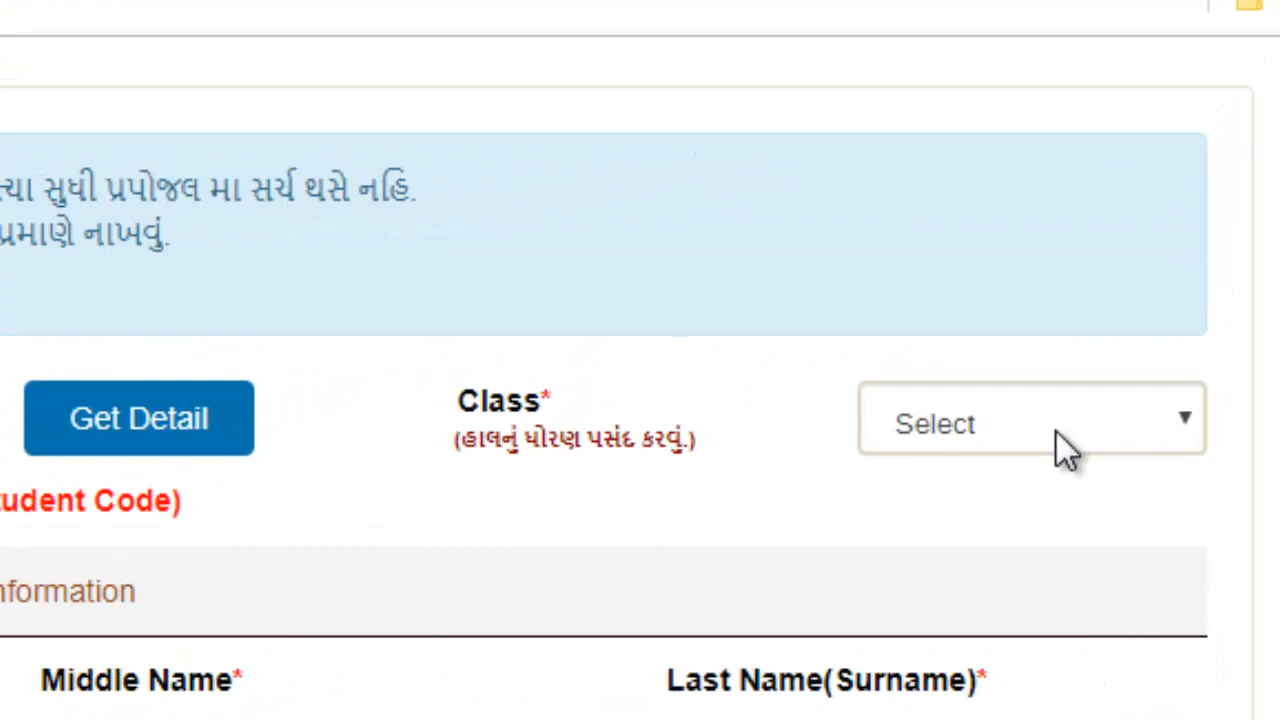 સુધી પ્રપોજલ મા સર્ચ થસે નહિ.
પ્રમાણે નાખવું.
Get Detail
Class*
Select
(હાલનું ધોરણ પસંદ કરવું.)
tudent Code)
nformation
Middle Name*
Last Name(Surname)*